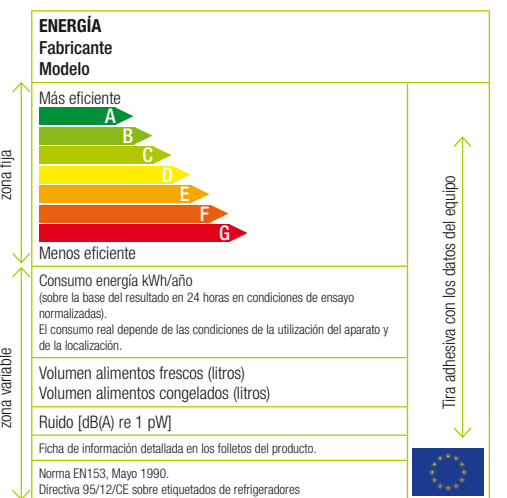 ENERGÍA
Fabricante
Modelo
Más eficiente
A
B
C
D
E
F
G
Menos eficiente
zona fija
Consumo energía kWh/año
(sobre la base del resultado en 24 horas en condiciones de ensayo
normalizadas).
El consumo real depende de las condiciones de la utilización del aparato y
de la localización.
Volumen alimentos frescos (litros)
Volumen alimentos congelados (litros)
Ruido [dB(A) re 1 pW]
Ficha de información detallada en los folletos del producto.
Norma EN153, Mayo 1990.
Directiva 95/12/CE sobre etiquetados de refrigeradores
zona variable
Tira adhesiva con los datos del equipo